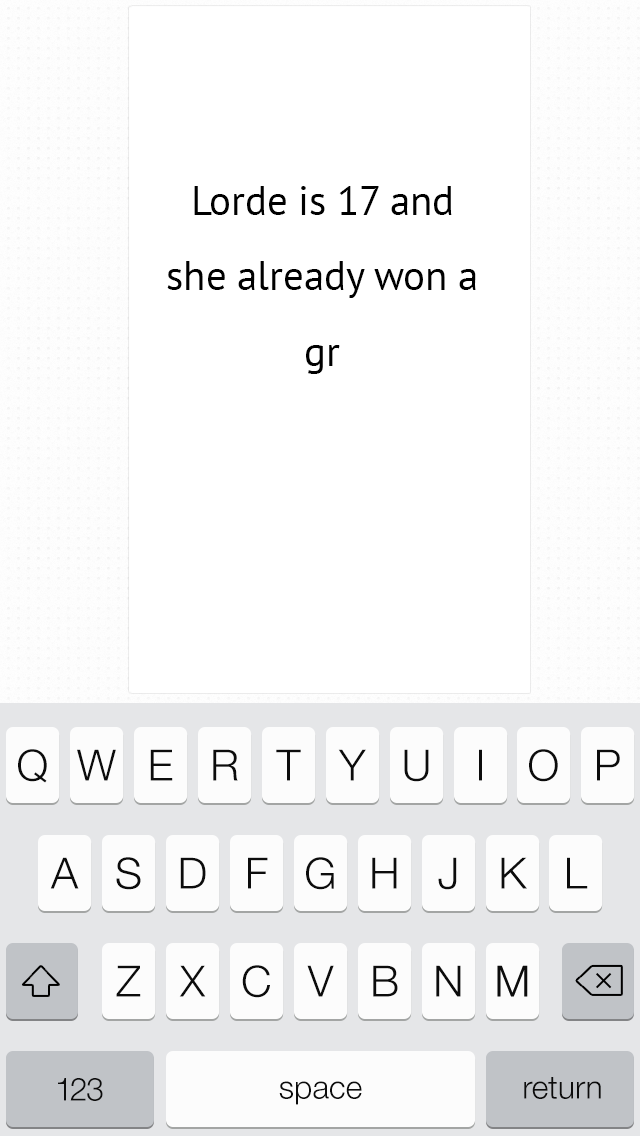 Lorde is 17 and
she already won a
gr
Q W E R T Y U I O P
A S D F G H J K L
Z X C V B N M
123 space return